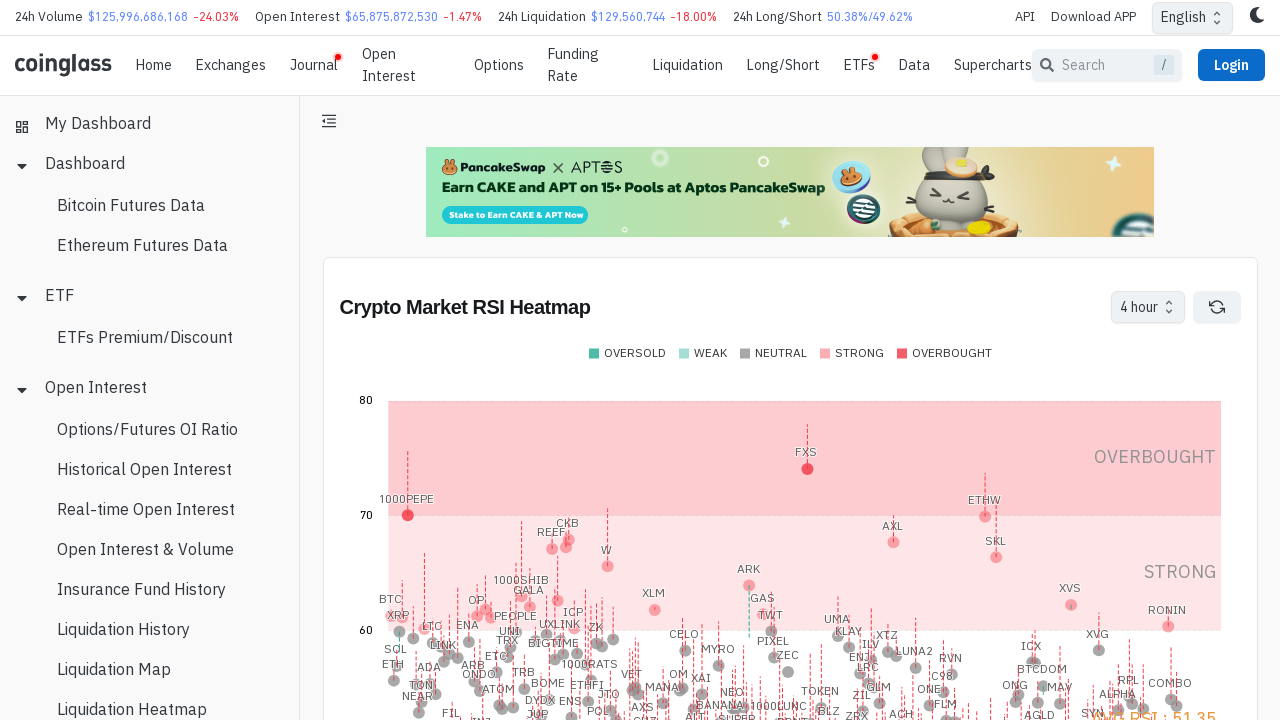 24h Volume $125,996,686,168 -24.03% Open Interest $65,875,872,530 -1.47% 24h Liquidation $129,560,744 -18.00% 24h Long/Short 50.38%/49.62% API Download APP English
coinglass Home Exchanges Journal Open Interest Options Funding Rate Liquidation Long/Short ETFs Data Supercharts Search / Login
My Dashboard
Dashboard
Bitcoin Futures Data
Ethereum Futures Data
ETF
ETFs Premium/Discount
Open Interest
Options/Futures OI Ratio
Historical Open Interest
Real-time Open Interest
Open Interest & Volume
Insurance Fund History
Liquidation History
Liquidation Map
Liquidation Heatmap
PancakeSwap × APTOS
Earn CAKE and APT on 15+ Pools at Aptos PancakeSwap
Stake to Earn CAKE & APT Now
Crypto Market RSI Heatmap
4 hour
OVERSOLD WEAK NEUTRAL STRONG OVERBOUGHT
80
FXS
OVERBOUGHT
1000PEPE
ETHW
70
CKB
REEF
AXL
SKL
W
ARK
STRONG
1000SHIB
GALA
XLM
XVS
BTC
OP
GAS
XRP
PEOPLE
ICP
TWT
RONIN
LTC
ENA
UXLINK
ZK
UMA
60
UNI
KLAY
CELO
XTZ
XVG
LINK
TRX
BIGTIME
PIXEL
ILV
ICX
SOL
MYRO
LUNA2
ETC
ZEC
ENJ
RVN
ETH
ADA
ARB
1000RATS
LRC
BTCDOM
ONDO
TRB
VET
OM
XAI
C98
RPL
TON
ATOM
BOME
ETHFI
MANA
GLM
ONG
MAY
COMBO
NEAR
JTO
NEO
TOKEN
ZIL
ONE
ALPHA
DYDX
ENS
AXS
BANANA
1000LUNC
FLM
FIL
JUP
POL
BLZ
ACH
AGLD
SYN